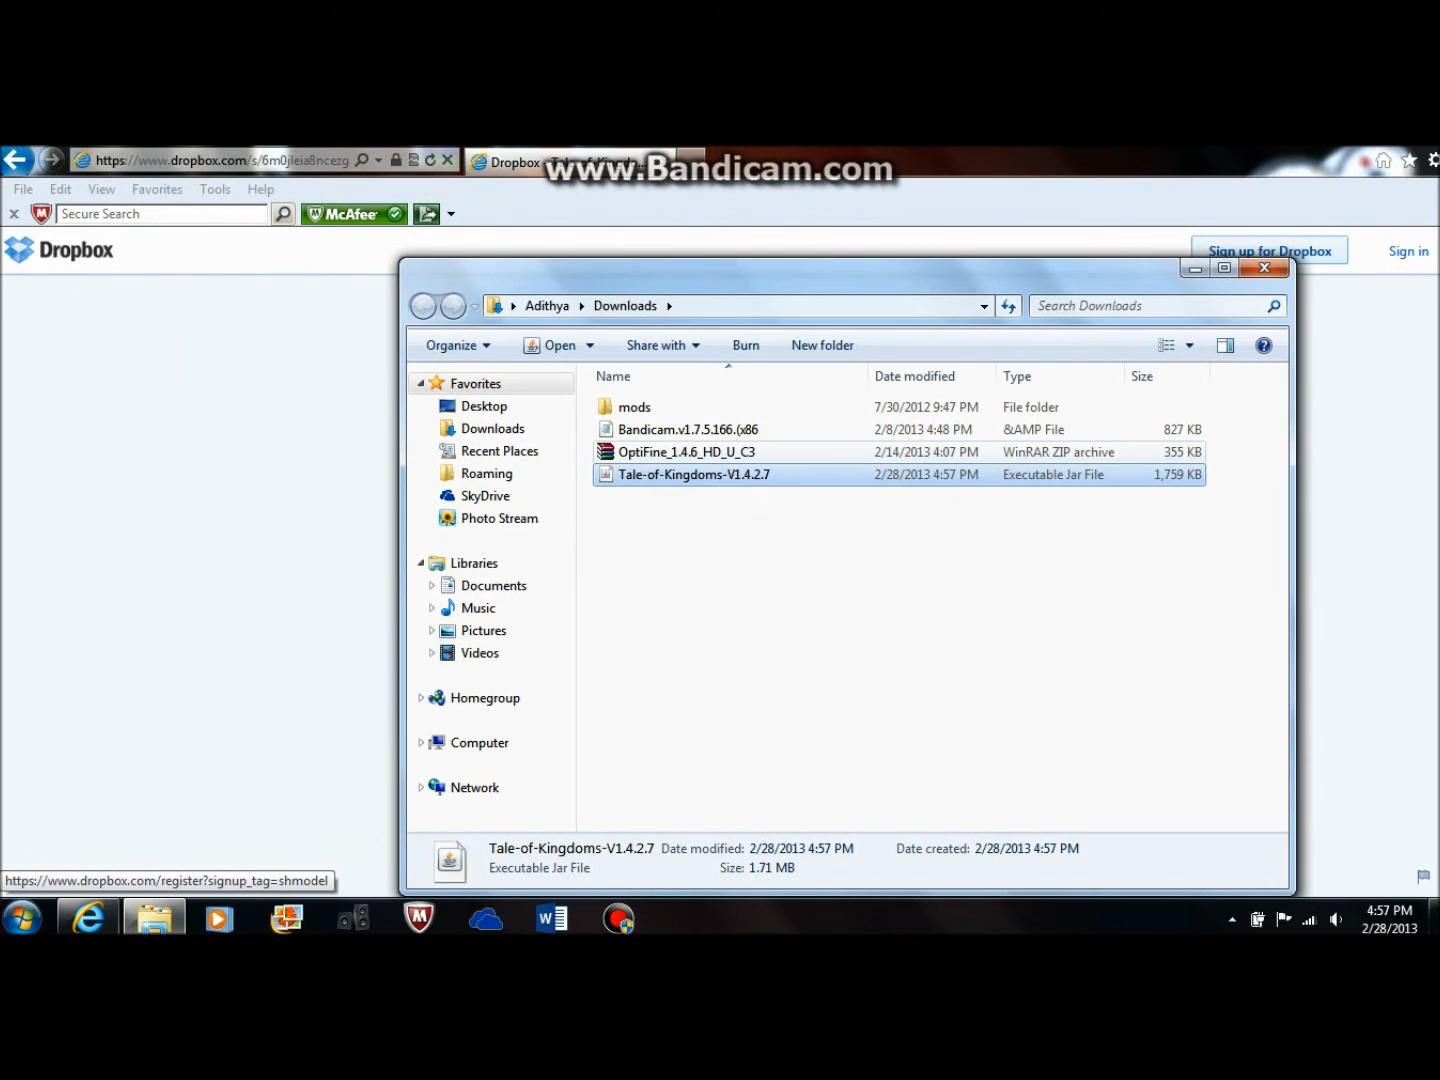 www.Bandicam.com
https://www.dropbox.com/s/6m0jleia8ncezg
Dropbox - Tale-of-Kingdo...
File Edit View Favorites Tools Help
x Secure Search McAfee
Dropbox
Sign up for Dropbox Sign in
Adithya Downloads Search Downloads
Organize Open Share with Burn New folder
Name Date modified Type Size
mods 7/30/2012 9:47 PM File folder
Bandicam.v1.7.5.166.(x86 2/8/2013 4:48 PM &AMP File 827 KB
OptiFine_1.4.6_HD_U_C3 2/14/2013 4:07 PM WinRAR ZIP archive 355 KB
Tale-of-Kingdoms-V1.4.2.7 2/28/2013 4:57 PM Executable Jar File 1,759 KB
Favorites
Desktop
Downloads
Recent Places
Roaming
SkyDrive
Photo Stream
Libraries
Documents
Music
Pictures
Videos
Homegroup
Computer
Network
Tale-of-Kingdoms-V1.4.2.7 Date modified: 2/28/2013 4:57 PM Date created: 2/28/2013 4:57 PM
Executable Jar File Size: 1.71 MB
https://www.dropbox.com/register?signup_tag=shmodel
4:57 PM
2/28/2013